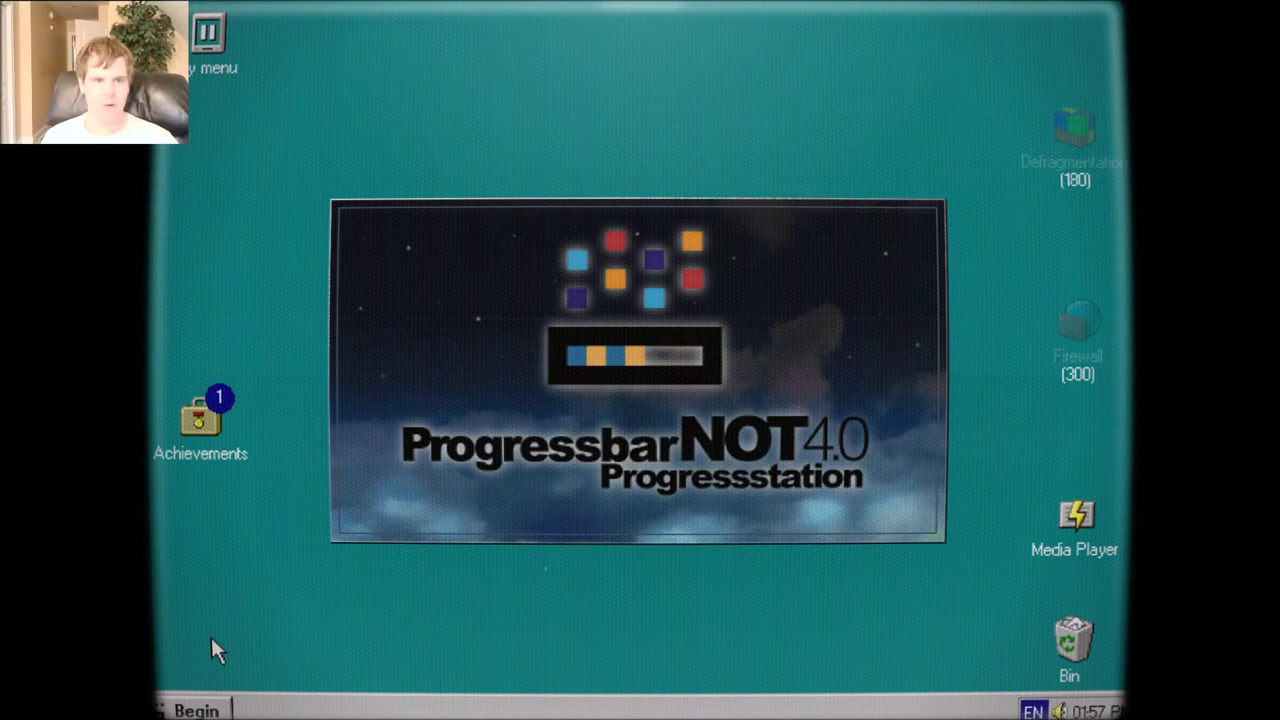 y menu
Defragmentation
(180)
Firewall
(300)
ProgressbarNOT4.0
Progressstation
1
Achievements
Media Player
Bin
Begin
EN 01:57 P